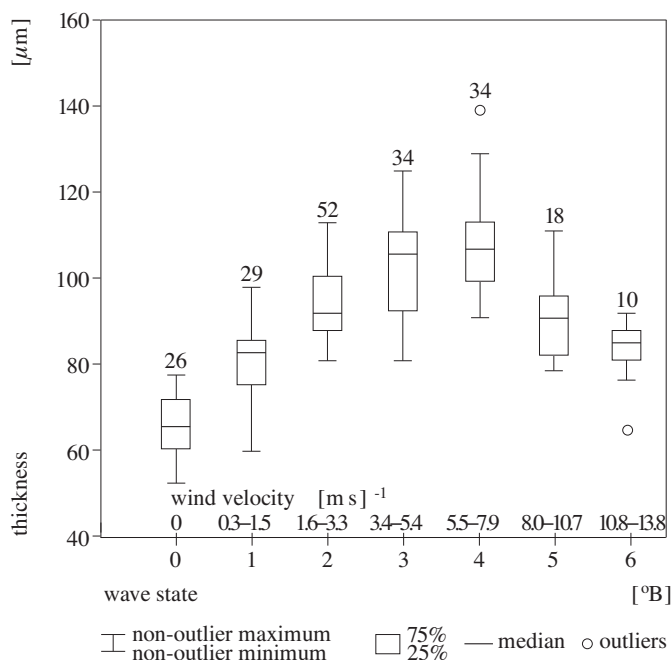 [μm]
160
140
120
100
80
60
40
thickness
26
29
52
34
34
18
10
wind velocity [m s] -1
0 0.3–1.5 1.6–3.3 3.4–5.4 5.5–7.9 8.0–10.7 10.8–13.8
0 1 2 3 4 5 6
wave state [°B]
non-outlier maximum
non-outlier minimum
75%
25%
median
outliers